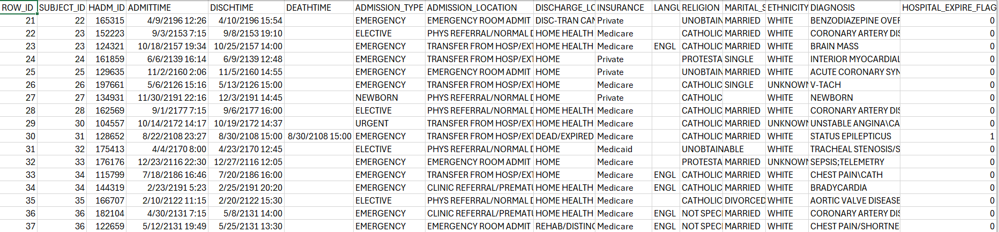 ROW_ID SUBJECT_ID HADM_ID ADMITTIME DISCHTIME DEATHTIME ADMISSION_TYPE ADMISSION_LOCATION DISCHARGE_LC INSURANCE LANGU RELIGION MARITAL_S ETHNICITY DIAGNOSIS HOSPITAL_EXPIRE_FLAG
21 22 165315 4/9/2196 12:26 4/10/2196 15:54 EMERGENCY EMERGENCY ROOM ADMIT DISC-TRAN CAN Private UNOBTAIN MARRIED WHITE BENZODIAZEPINE OVER 0
22 23 152223 9/3/2153 7:15 9/8/2153 19:10 ELECTIVE PHYS REFERRAL/NORMAL D HOME HEALTH Medicare CATHOLIC MARRIED WHITE CORONARY ARTERY DIS 0
23 23 124321 10/18/2157 19:34 10/25/2157 14:00 EMERGENCY TRANSFER FROM HOSP/EXT HOME HEALTH Medicare ENGL CATHOLIC MARRIED WHITE BRAIN MASS 0
24 24 161859 6/6/2139 16:14 6/9/2139 12:48 EMERGENCY TRANSFER FROM HOSP/EXT HOME Private PROTESTA SINGLE WHITE INTERIOR MYOCARDIAL 0
25 25 129635 11/2/2160 2:06 11/5/2160 14:55 EMERGENCY EMERGENCY ROOM ADMIT HOME Private UNOBTAIN MARRIED WHITE ACUTE CORONARY SYN 0
26 26 197661 5/6/2126 15:16 5/13/2126 15:00 EMERGENCY TRANSFER FROM HOSP/EXT HOME Medicare CATHOLIC SINGLE UNKNOWN V-TACH 0
27 27 134931 11/30/2191 22:16 12/3/2191 14:45 NEWBORN PHYS REFERRAL/NORMAL D HOME Private CATHOLIC WHITE NEWBORN 0
28 28 162569 9/1/2177 7:15 9/6/2177 16:00 ELECTIVE PHYS REFERRAL/NORMAL D HOME HEALTH Medicare CATHOLIC MARRIED WHITE CORONARY ARTERY DIS 0
29 30 104557 10/14/2172 14:17 10/19/2172 14:37 URGENT TRANSFER FROM HOSP/EXT HOME HEALTH Medicare CATHOLIC MARRIED UNKNOWN UNSTABLE ANGINA\CA 0
30 31 128652 8/22/2108 23:27 8/30/2108 15:00 8/30/2108 15:00 EMERGENCY TRANSFER FROM HOSP/EXT DEAD/EXPIRED Medicare CATHOLIC MARRIED WHITE STATUS EPILEPTICUS 1
31 32 175413 4/4/2170 8:00 4/23/2170 12:45 ELECTIVE PHYS REFERRAL/NORMAL D HOME HEALTH Medicaid UNOBTAINABLE WHITE TRACHEAL STENOSIS/S 0
32 33 176176 12/23/2116 22:30 12/27/2116 12:05 EMERGENCY EMERGENCY ROOM ADMIT HOME Medicare PROTESTA MARRIED UNKNOWN SEPSIS;TELEMETRY 0
33 34 115799 7/18/2186 16:46 7/20/2186 16:00 EMERGENCY TRANSFER FROM HOSP/EXT HOME Medicare ENGL CATHOLIC MARRIED WHITE CHEST PAIN\CATH 0
34 34 144319 2/23/2191 5:23 2/25/2191 20:20 EMERGENCY CLINIC REFERRAL/PREMATU HOME HEALTH Medicare ENGL CATHOLIC MARRIED WHITE BRADYCARDIA 0
35 35 166707 2/10/2122 11:15 2/20/2122 15:30 ELECTIVE PHYS REFERRAL/NORMAL D HOME HEALTH Medicare CATHOLIC DIVORCED WHITE AORTIC VALVE DISEASE 0
36 36 182104 4/30/2131 7:15 5/8/2131 14:00 EMERGENCY CLINIC REFERRAL/PREMATU HOME HEALTH Medicare ENGL NOT SPECI MARRIED WHITE CORONARY ARTERY DIS 0
37 36 122659 5/12/2131 19:49 5/25/2131 13:30 EMERGENCY EMERGENCY ROOM ADMIT REHAB/DISTINC Medicare ENGL NOT SPECI MARRIED WHITE CHEST PAIN/SHORTNE 0